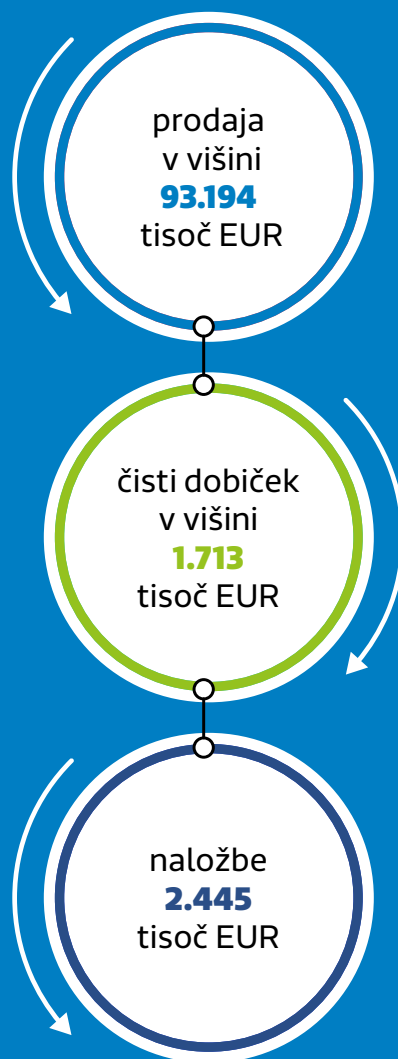 prodaja
v višini
93.194
tisoč EUR
čisti dobiček
v višini
1.713
tisoč EUR
naložbe
2.445
tisoč EUR